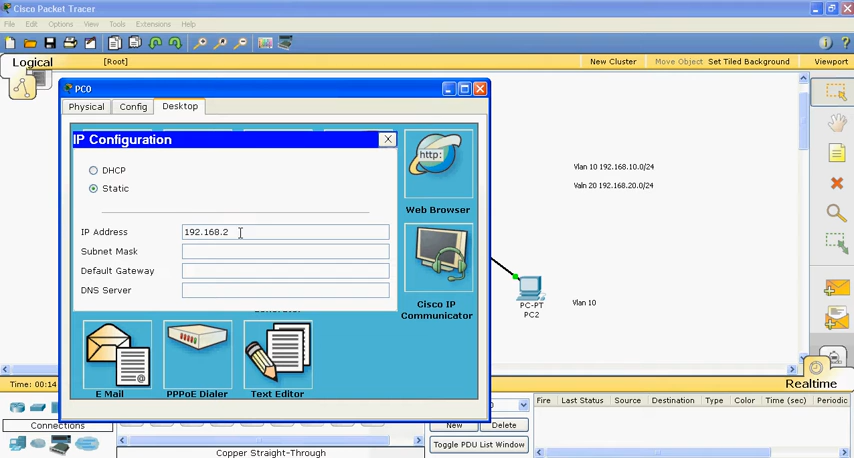 Cisco Packet Tracer
File Edit Options View Tools Extensions Help
Logical [Root] New Cluster Move Object Set Tiled Background Viewport
PC0
Physical Config Desktop
IP Configuration X
DHCP
Static
IP Address 192.168.2
Subnet Mask
Default Gateway
DNS Server
http:
Web Browser
Cisco IP
Communicator
E Mail PPPoE Dialer Text Editor
Vlan 10 192.168.10.0/24
Valn 20 192.168.20.0/24
PC-PT
PC2
Vlan 10
Time: 00:14
Realtime
Connections
Copper Straight-Through
0
New Delete
Toggle PDU List Window
Fire Last Status Source Destination Type Color Time (sec) Periodic